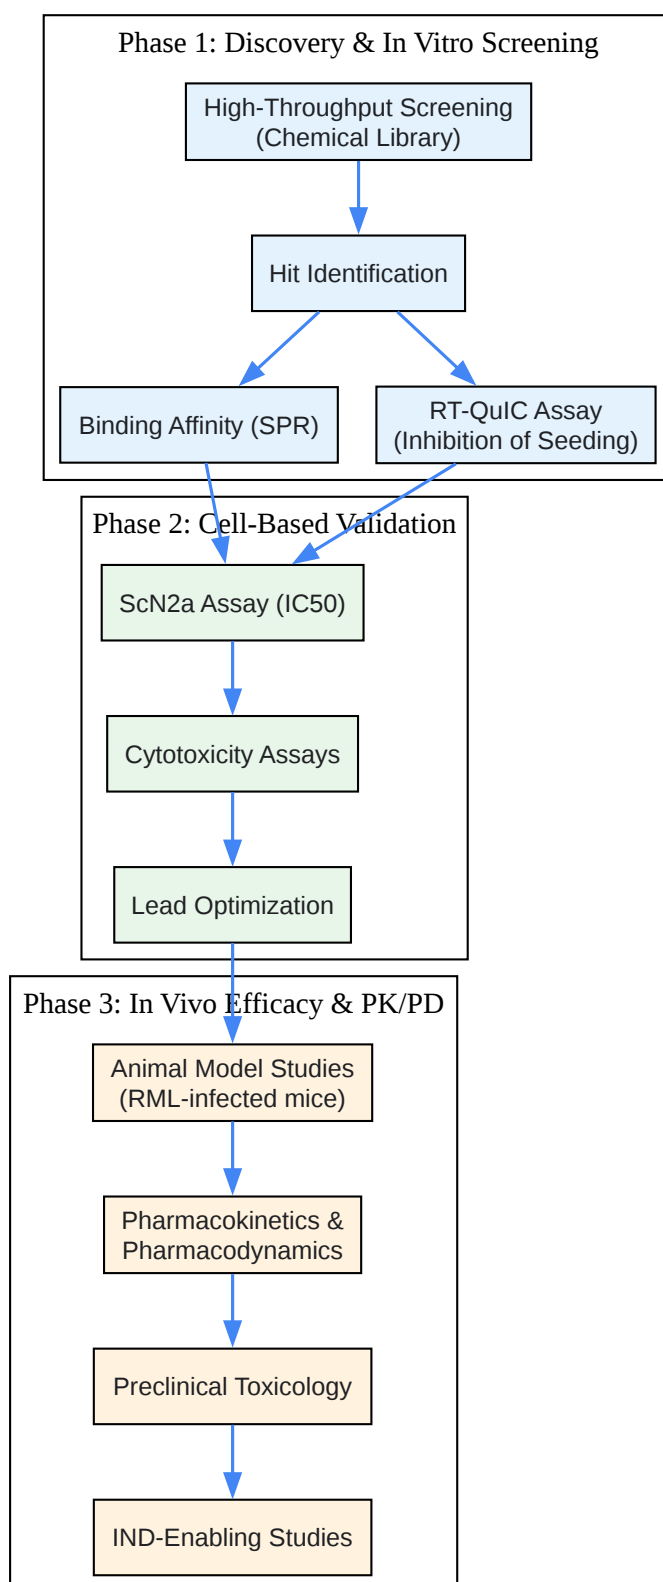 Phase 1: Discovery & In Vitro Screening
High-Throughput Screening
(Chemical Library)
Hit Identification
Binding Affinity (SPR)
RT-QuIC Assay
(Inhibition of Seeding)
Phase 2: Cell-Based Validation
ScN2a Assay (IC50)
Cytotoxicity Assays
Lead Optimization
Phase 3: In Vivo Efficacy & PK/PD
Animal Model Studies
(RML-infected mice)
Pharmacokinetics &
Pharmacodynamics
Preclinical Toxicology
IND-Enabling Studies